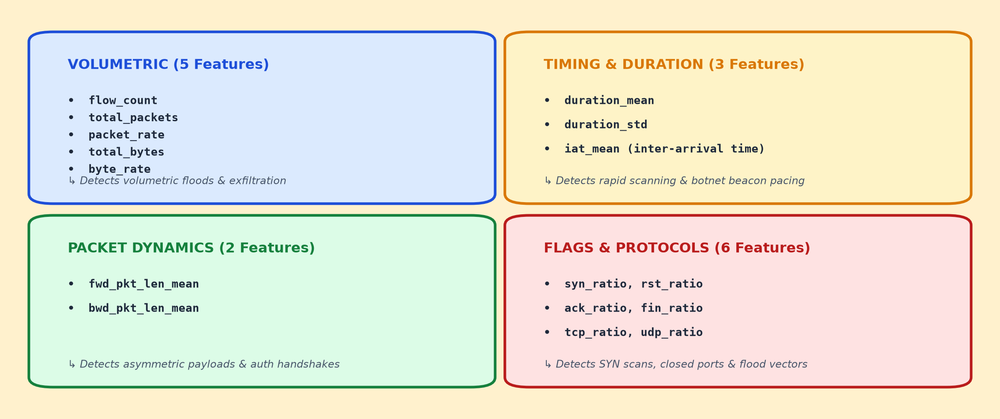 VOLUMETRIC (5 Features)
• flow_count
• total_packets
• packet_rate
• total_bytes
• byte_rate
↳ Detects volumetric floods & exfiltration
TIMING & DURATION (3 Features)
• duration_mean
• duration_std
• iat_mean (inter-arrival time)
↳ Detects rapid scanning & botnet beacon pacing
PACKET DYNAMICS (2 Features)
• fwd_pkt_len_mean
• bwd_pkt_len_mean
↳ Detects asymmetric payloads & auth handshakes
FLAGS & PROTOCOLS (6 Features)
• syn_ratio, rst_ratio
• ack_ratio, fin_ratio
• tcp_ratio, udp_ratio
↳ Detects SYN scans, closed ports & flood vectors